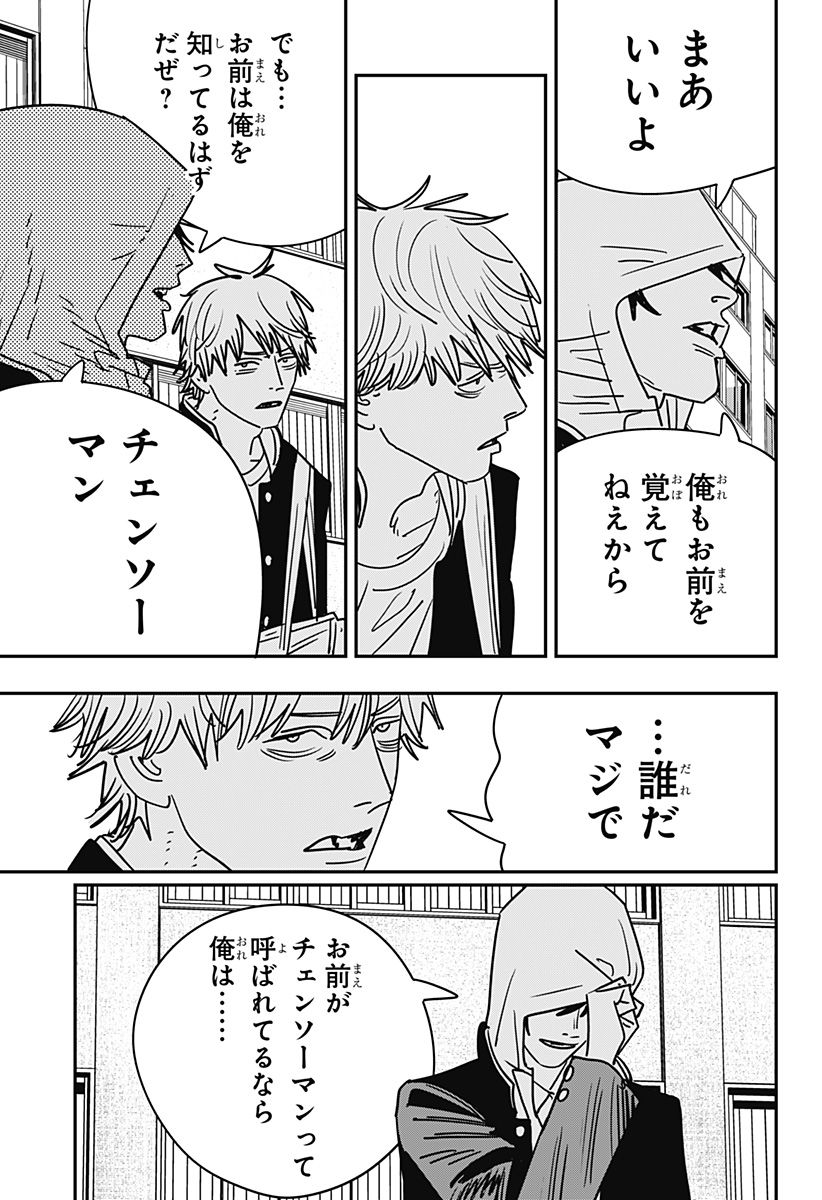 まあ
いいよ
俺もお前を
覚えて
ねえから
でも…
お前は俺を
知ってるはず
だぜ?
チェンソー
マン
…誰だ
マジで
お前が
チェンソーマンって
呼ばれてるなら
俺は……